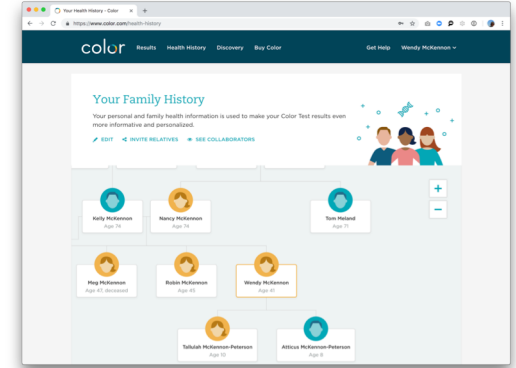 Your Health History - Color
https://www.color.com/health-history
color
Results
Health History
Discovery
Buy Color
Get Help
Wendy McKennon
Your Family History
Your personal and family health information is used to make your Color Test results even
more informative and personalized.
EDIT
INVITE RELATIVES
SEE COLLABORATORS
Kelly McKennon
Age 74
Nancy McKennon
Age 74
Tom Meland
Age 71
Meg McKennon
Age 47, deceased
Robin McKennon
Age 45
Wendy McKennon
Age 41
Tallulah McKennon-Peterson
Age 10
Atticus McKennon-Peterson
Age 8